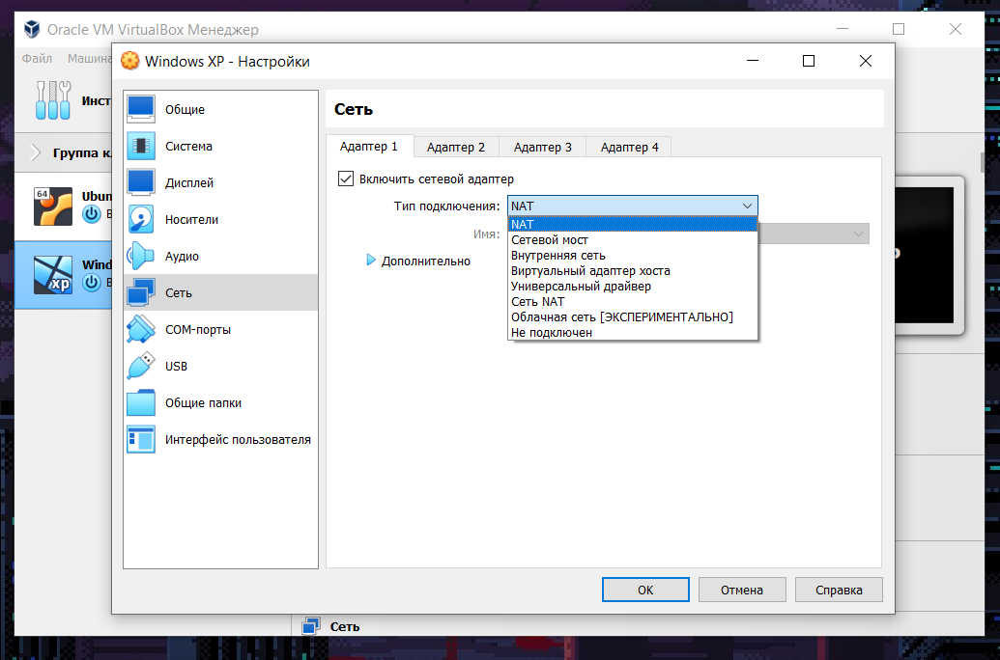 Oracle VM VirtualBox Менеджер
Файл Машина
Windows XP - Настройки
Инст
Группа к
64
Ubun
В
xp
Wind
В
Общие
Система
Дисплей
Носители
Аудио
Сеть
COM-порты
USB
Общие папки
Интерфейс пользователя
Сеть
Адаптер 1 Адаптер 2 Адаптер 3 Адаптер 4
Включить сетевой адаптер
Тип подключения: NAT
Имя:
Дополнительно
NAT
Сетевой мост
Внутренняя сеть
Виртуальный адаптер хоста
Универсальный драйвер
Сеть NAT
Облачная сеть [ЭКСПЕРИМЕНТАЛЬНО]
Не подключен
OK Отмена Справка
Сеть